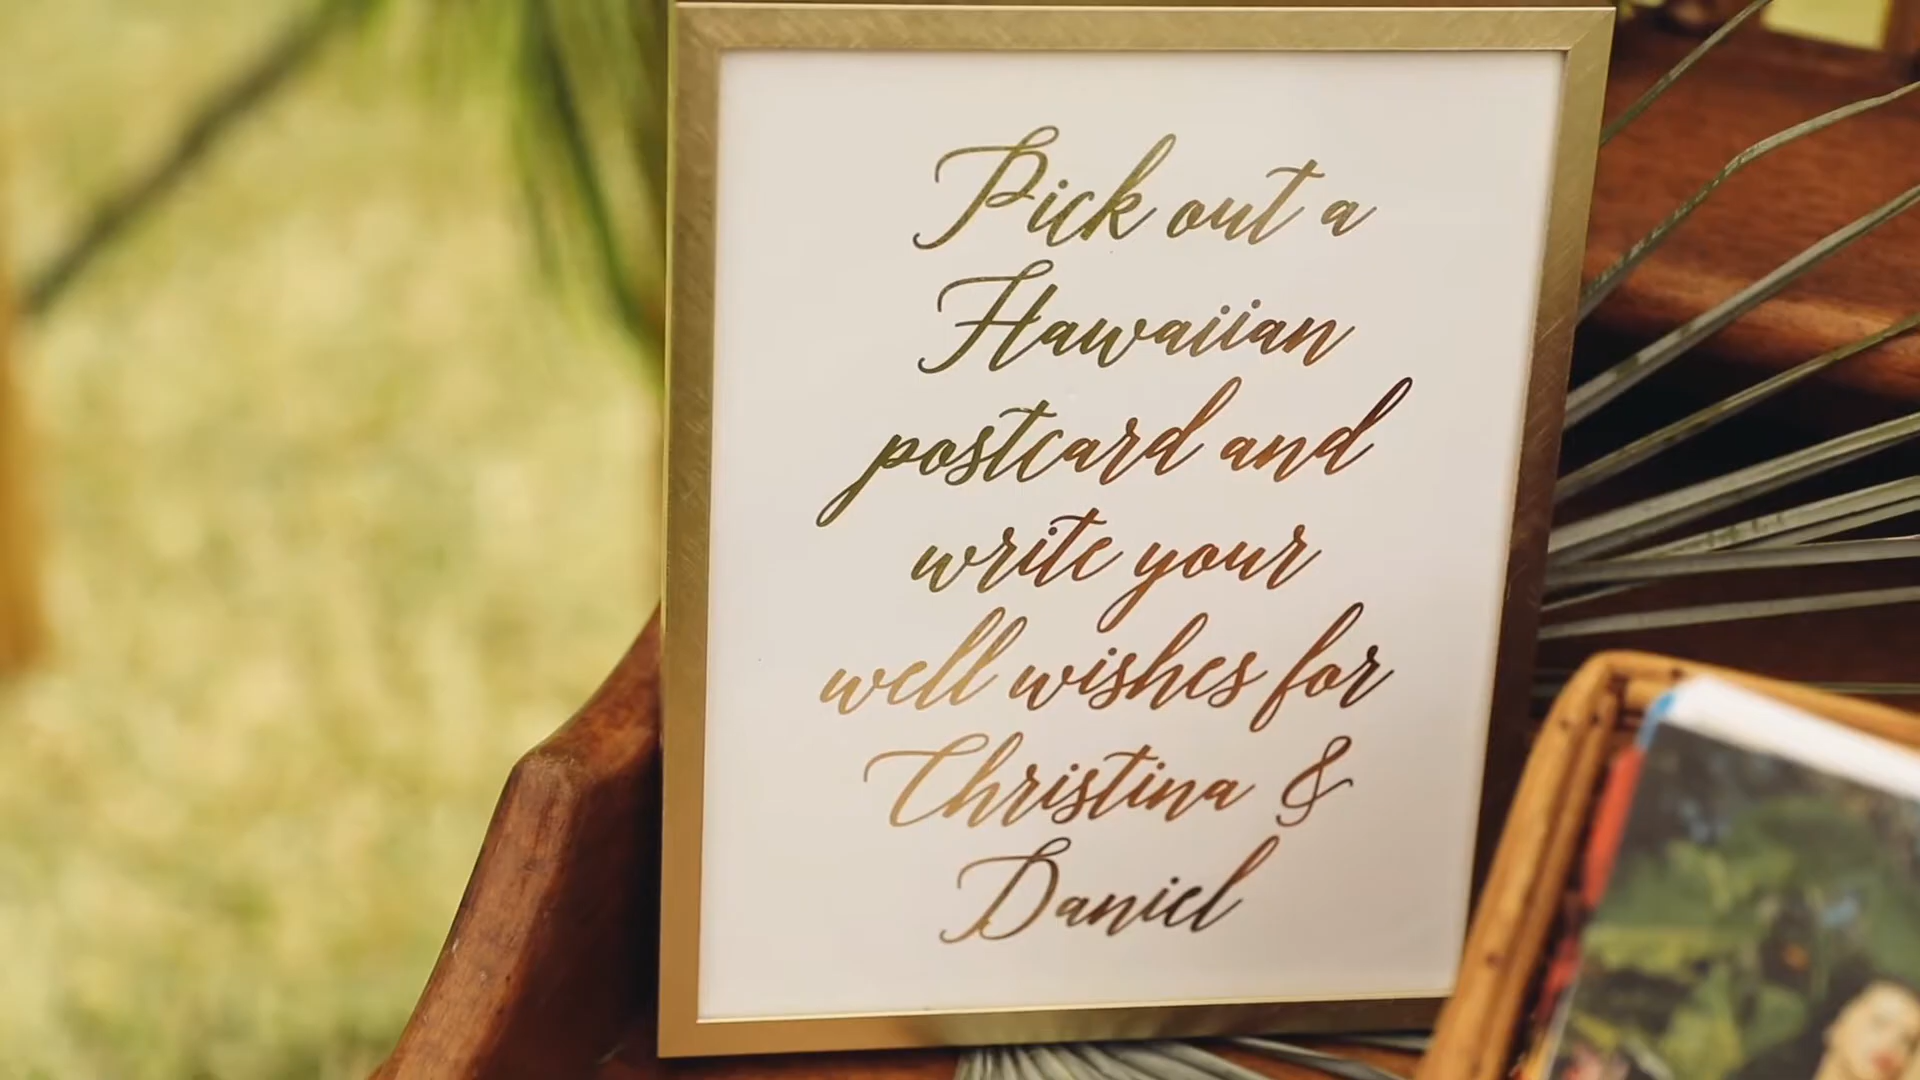 Pick out a
Hawaiian
postcard and
write your
well wishes for
Christina &
Daniel